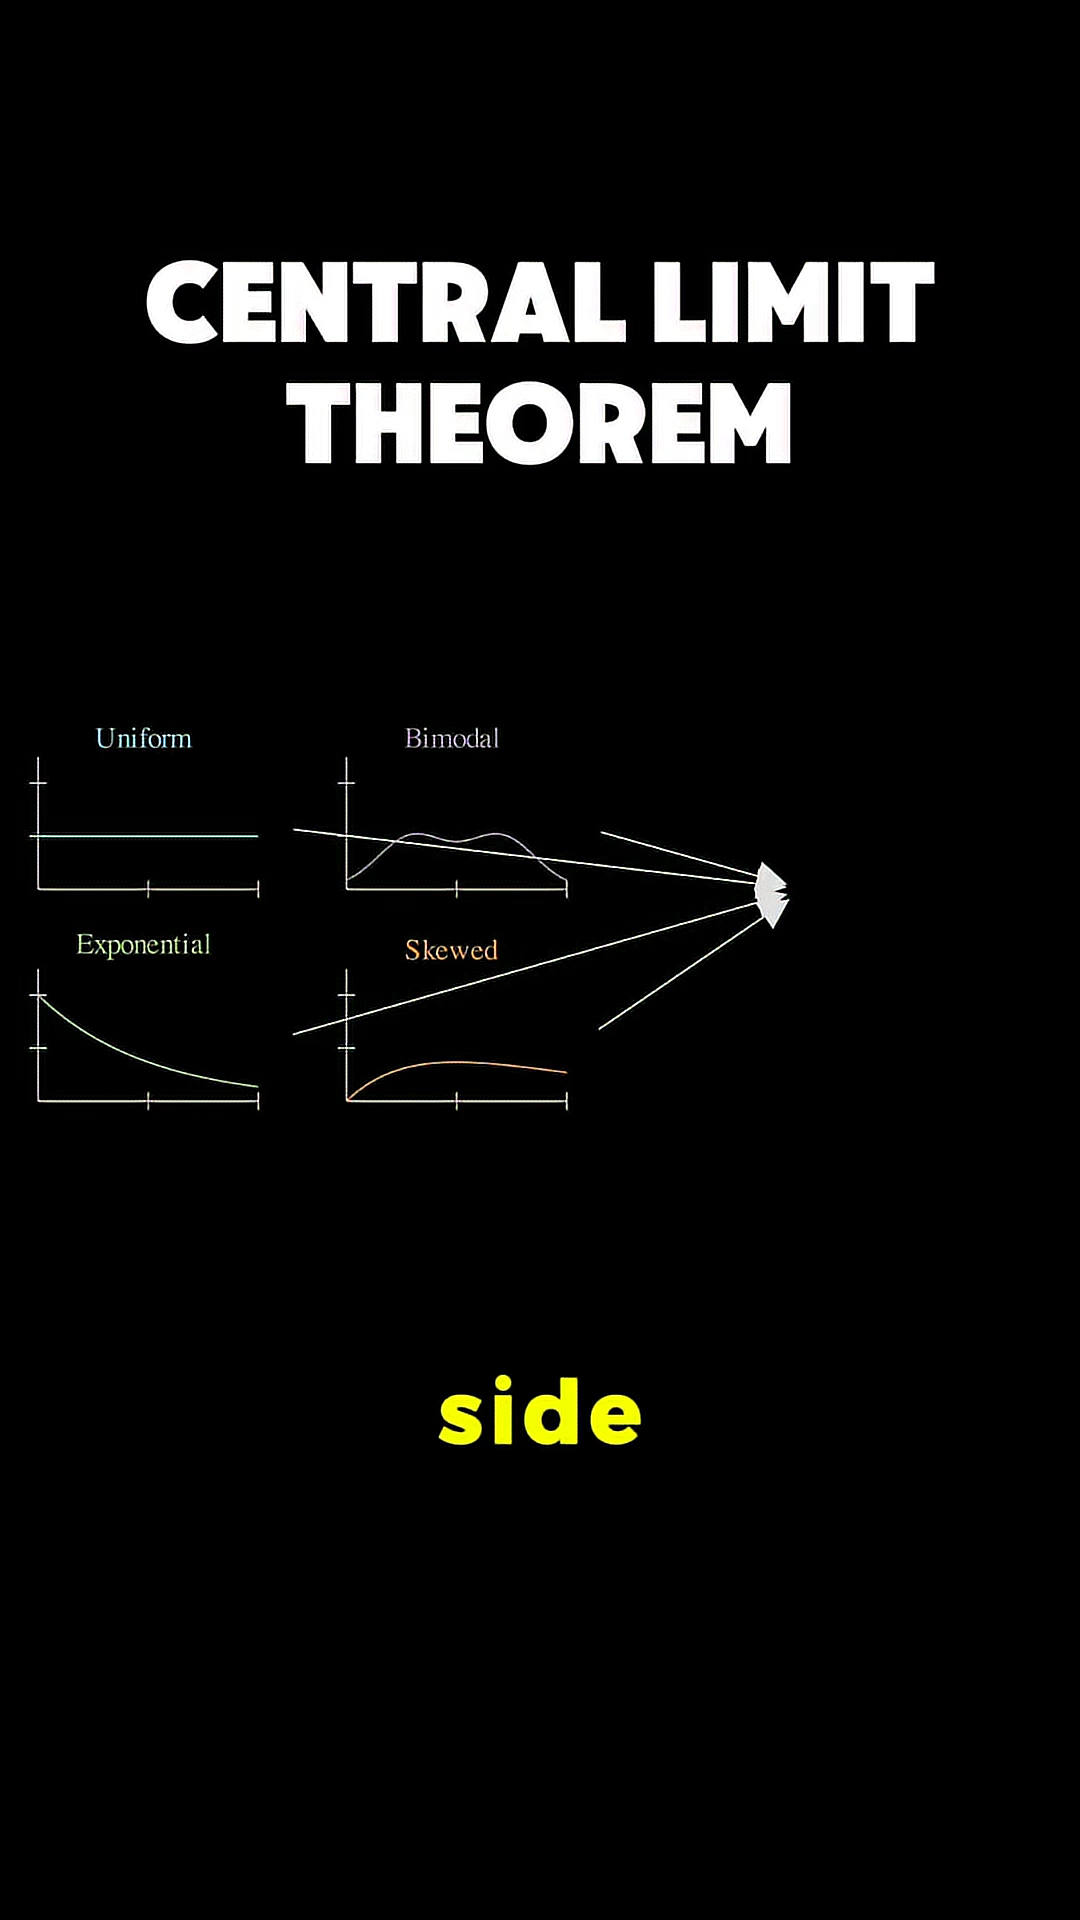 CENTRAL LIMIT
THEOREM
Uniform
Bimodal
Exponential
Skewed
side